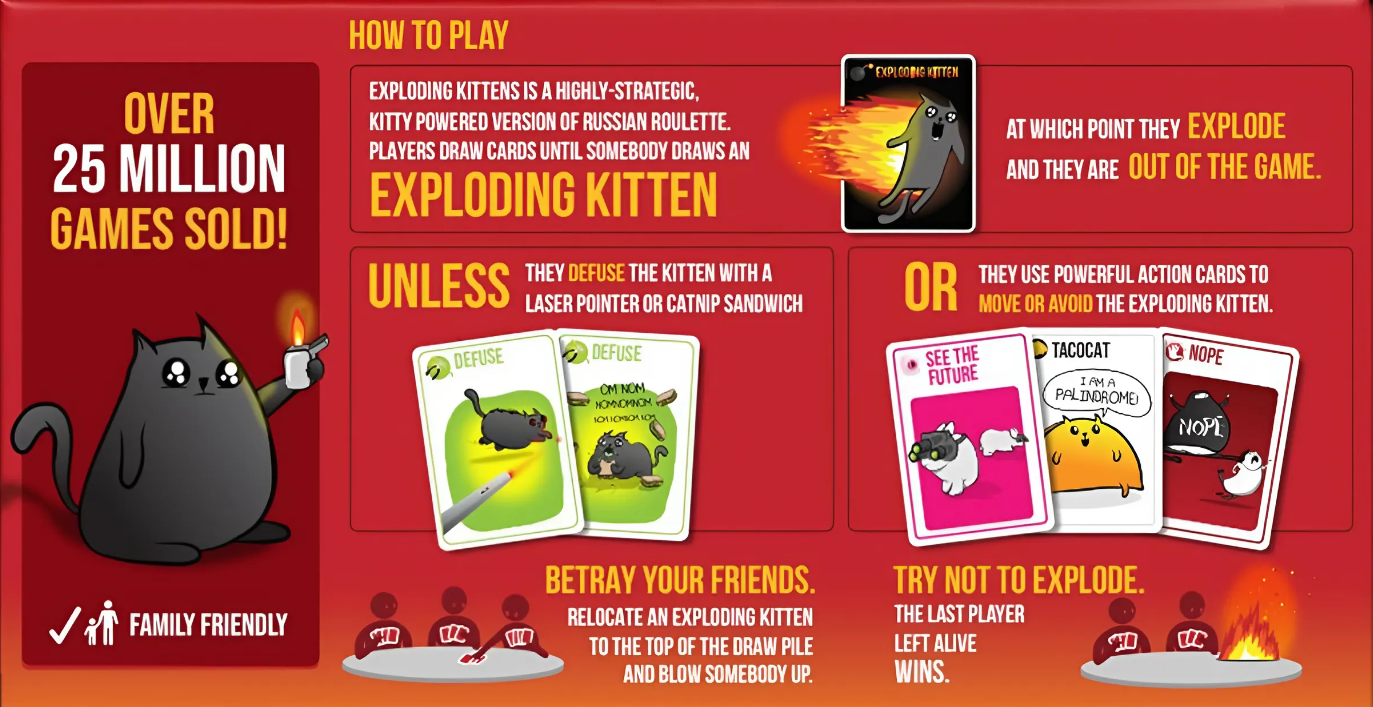 OVER
25 MILLION
GAMES SOLD!
FAMILY FRIENDLY
HOW TO PLAY
EXPLODING KITTENS IS A HIGHLY-STRATEGIC,
KITTY POWERED VERSION OF RUSSIAN ROULETTE.
PLAYERS DRAW CARDS UNTIL SOMEBODY DRAWS AN
EXPLODING KITTEN
EXPLODING KITTEN
AT WHICH POINT THEY EXPLODE
AND THEY ARE OUT OF THE GAME.
UNLESS
THEY DEFUSE THE KITTEN WITH A
LASER POINTER OR CATNIP SANDWICH
DEFUSE
DEFUSE
OM NOM
NOMNOMNOM
OR
THEY USE POWERFUL ACTION CARDS TO
MOVE OR AVOID THE EXPLODING KITTEN.
SEE THE
FUTURE
TACOCAT
I AM A
PALINDROME!
NOPE
NOPE
BETRAY YOUR FRIENDS.
RELOCATE AN EXPLODING KITTEN
TO THE TOP OF THE DRAW PILE
AND BLOW SOMEBODY UP.
TRY NOT TO EXPLODE.
THE LAST PLAYER
LEFT ALIVE
WINS.